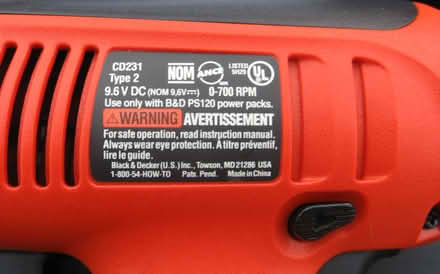 CD231 NOM ANCE LISTED UL
Type 2 5H29
9.6 V DC (NOM 9,6V⎓) 0-700 RPM
Use only with B&D PS120 power packs.
⚠WARNING AVERTISSEMENT
For safe operation, read instruction manual.
Always wear eye protection. À titre préventif,
lire le guide.
Black & Decker (U.S.) Inc., Towson, MD 21286 USA
1-800-54-HOW-TO Pats. Pend. Made in China